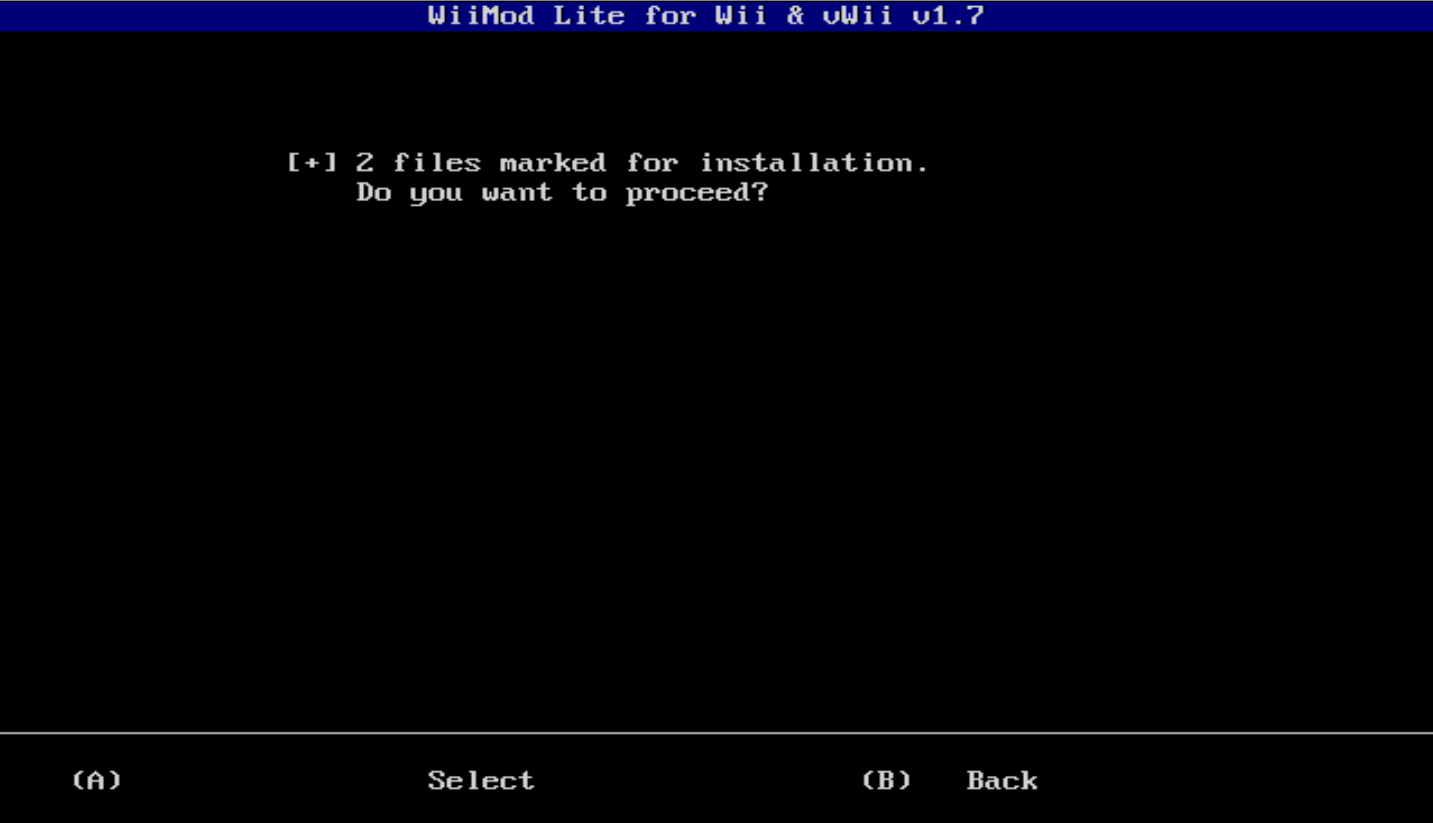 WiiMod Lite for Wii & vWii v1.7
[+] 2 files marked for installation.
Do you want to proceed?
(A) Select (B) Back